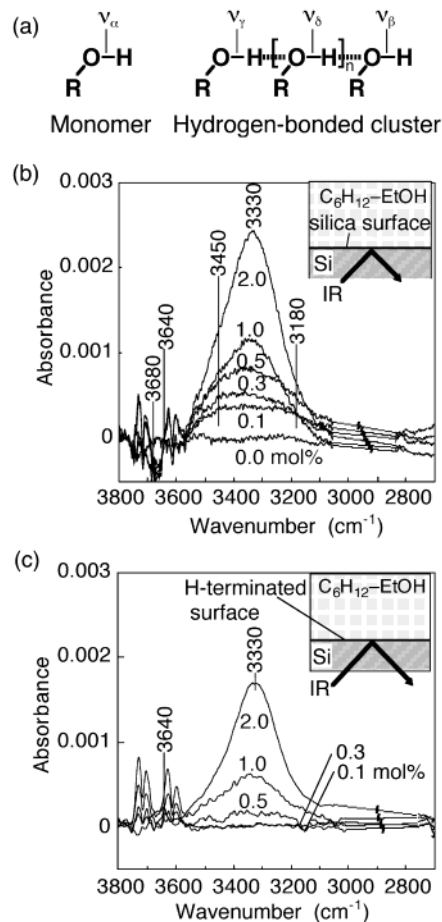 (a)
να νγ νδ νβ
O–H O–H [O–H]n O–H
R R R R
Monomer Hydrogen-bonded cluster
(b)
0.003
C6H12–EtOH
silica surface
Si
IR
3330
3450
2.0
0.002
Absorbance
3640
3680
3180
1.0
0.001
0.5
0.3
0.1
0
0.0 mol%
3800 3600 3400 3200 3000 2800
Wavenumber (cm-1)
(c)
0.003
H-terminated
surface
C6H12–EtOH
Si
IR
3330
0.002
Absorbance
2.0
3640
0.001
1.0
0.3
0.1 mol%
0.5
0
3800 3600 3400 3200 3000 2800
Wavenumber (cm-1)